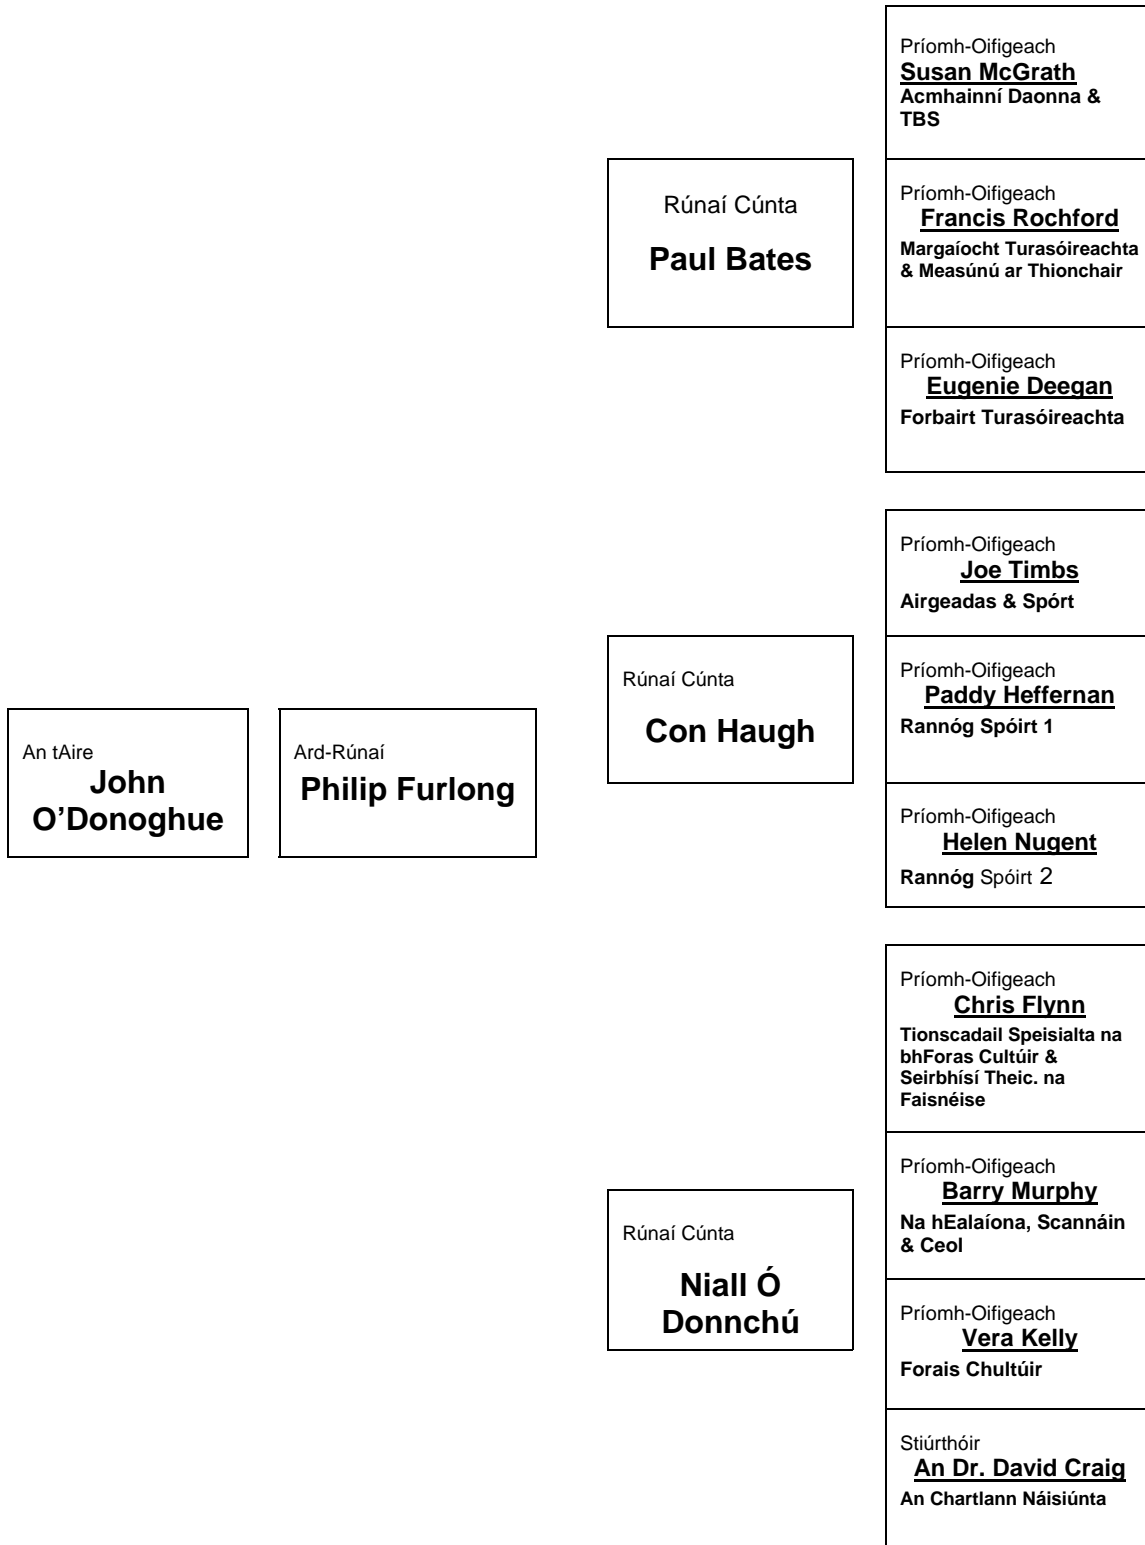 An tAire
John
O’Donoghue
Ard-Rúnaí
Philip Furlong
Rúnaí Cúnta
Paul Bates
Príomh-Oifigeach
Susan McGrath
Acmhainní Daonna &
TBS
Príomh-Oifigeach
Francis Rochford
Margaíocht Turasóireachta
& Measúnú ar Thionchair
Príomh-Oifigeach
Eugenie Deegan
Forbairt Turasóireachta
Rúnaí Cúnta
Con Haugh
Príomh-Oifigeach
Joe Timbs
Airgeadas & Spórt
Príomh-Oifigeach
Paddy Heffernan
Rannóg Spóirt 1
Príomh-Oifigeach
Helen Nugent
Rannóg Spóirt 2
Rúnaí Cúnta
Niall Ó
Donnchú
Príomh-Oifigeach
Chris Flynn
Tionscadail Speisialta na
bhForas Cultúir &
Seirbhísí Theic. na
Faisnéise
Príomh-Oifigeach
Barry Murphy
Na hEalaíona, Scannáin
& Ceol
Príomh-Oifigeach
Vera Kelly
Forais Chultúir
Stiúrthóir
An Dr. David Craig
An Chartlann Náisiúnta